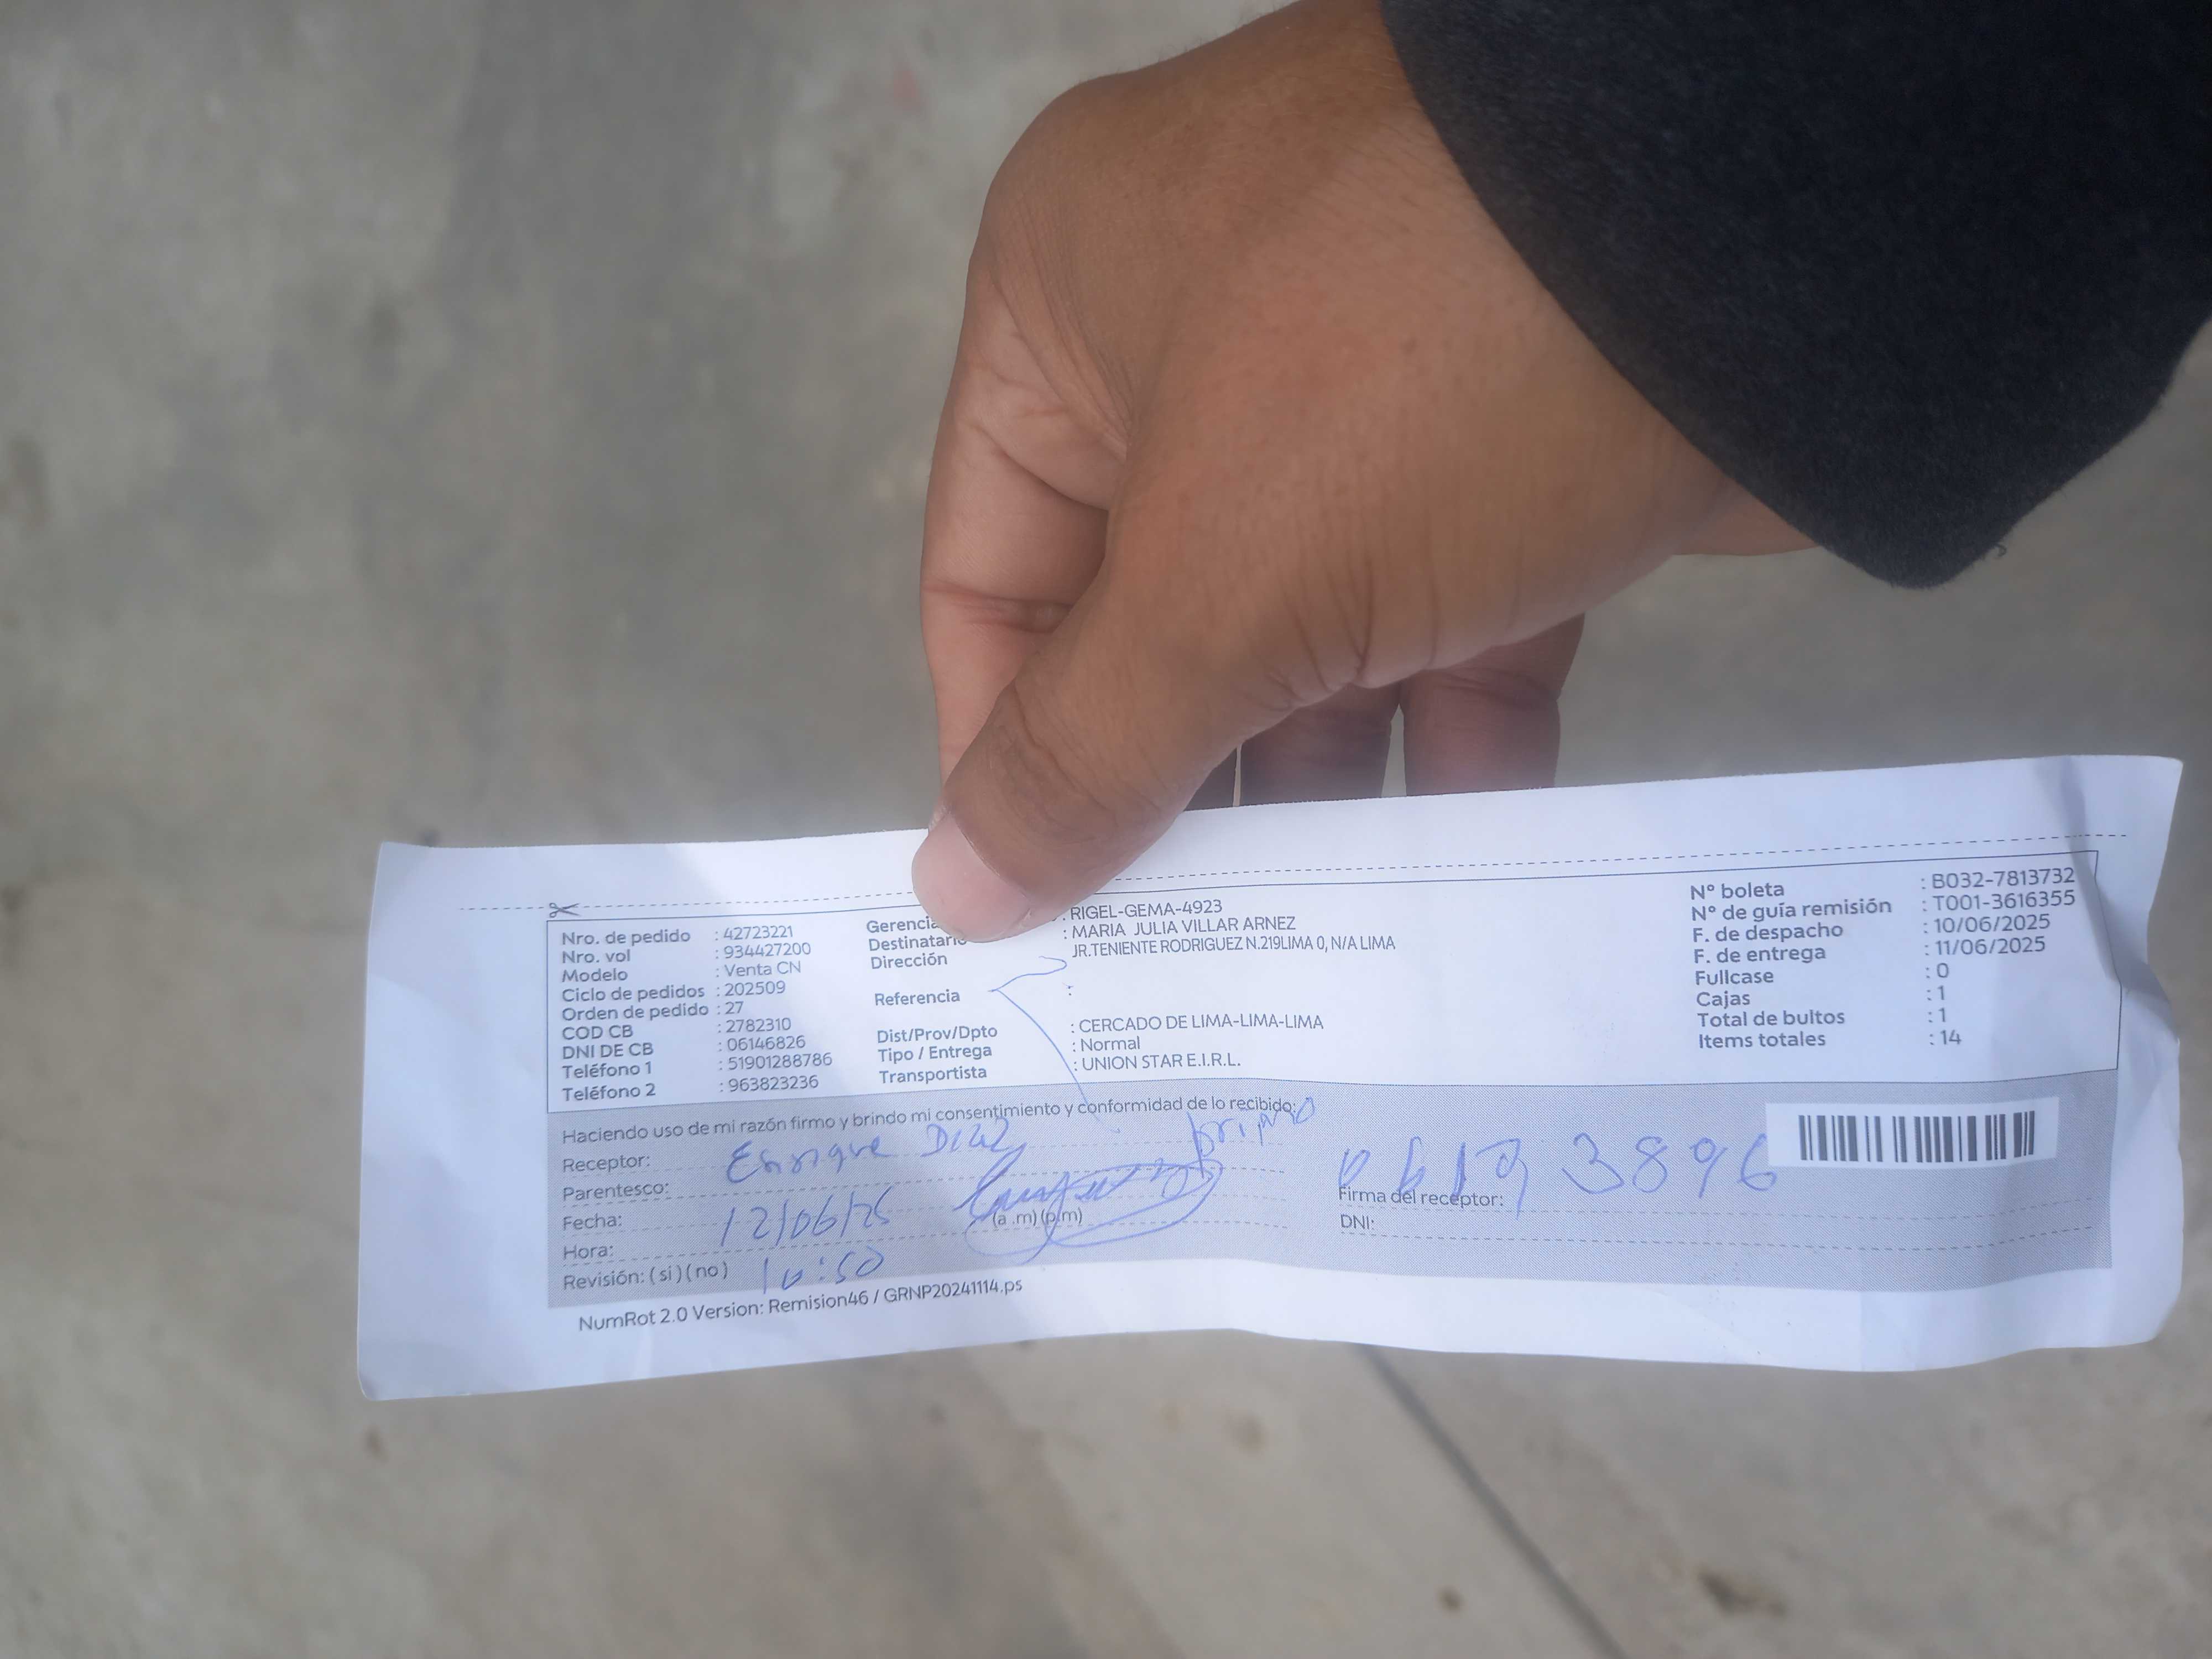 Nro. de pedido : 42723221
Nro. vol : 934427200
Modelo : Venta CN
Ciclo de pedidos : 202509
Orden de pedido : 27
COD CB : 2782310
DNI DE CB : 06146826
Teléfono 1 : 51901288786
Teléfono 2 : 963823236
: RIGEL-GEMA-4923
Destinatario : MARIA JULIA VILLAR ARNEZ
Dirección JR.TENIENTE RODRIGUEZ N.219LIMA 0, N/A LIMA
Referencia :
Dist/Prov/Dpto : CERCADO DE LIMA-LIMA-LIMA
Tipo / Entrega : Normal
Transportista : UNION STAR E.I.R.L.
N° boleta : B032-7813732
N° de guía remisión : T001-3616355
F. de despacho : 10/06/2025
F. de entrega : 11/06/2025
Fullcase : 0
Cajas : 1
Total de bultos : 1
Items totales : 14
Haciendo uso de mi razón firmo y brindo mi consentimiento y conformidad de lo recibido:
Receptor: Enrique Diaz primo
Parentesco:
Fecha: 12/06/25 (a .m) (p.m)
Hora: 10:50
Revisión: ( si ) ( no )
Firma del receptor:
DNI:
NumRot 2.0 Version: Remision46 / GRNP20241114.ps